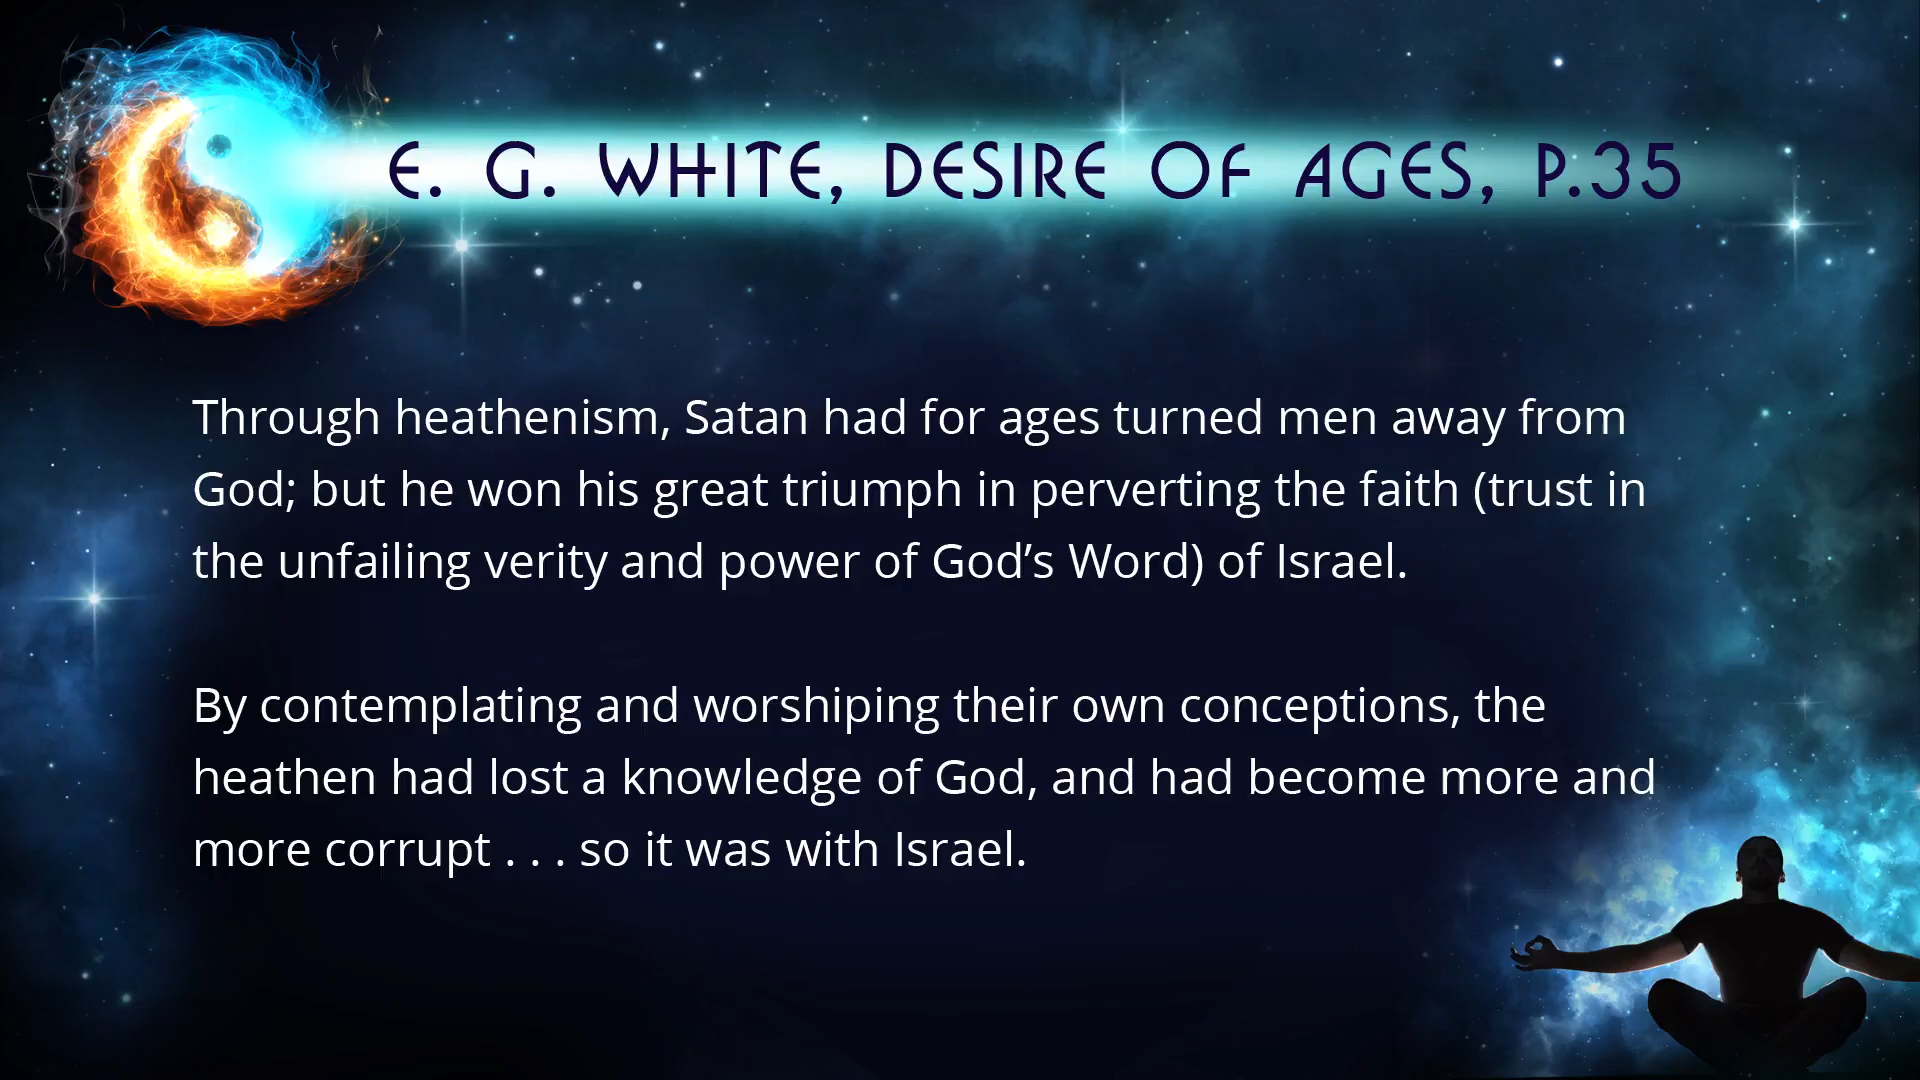 E. G. WHITE, DESIRE OF AGES, P.35
Through heathenism, Satan had for ages turned men away from
God; but he won his great triumph in perverting the faith (trust in
the unfailing verity and power of God’s Word) of Israel.
By contemplating and worshiping their own conceptions, the
heathen had lost a knowledge of God, and had become more and
more corrupt . . . so it was with Israel.